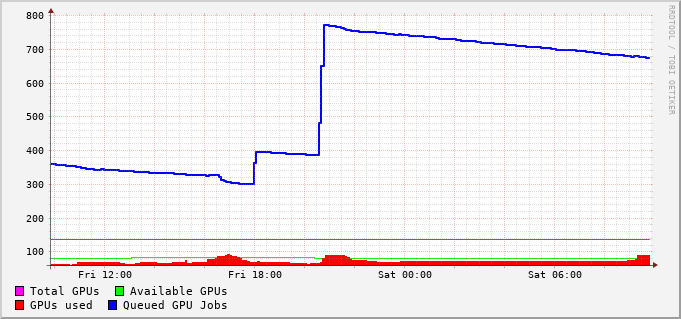 800
700
600
500
400
300
200
100
Fri 12:00 Fri 18:00 Sat 00:00 Sat 06:00
Total GPUs Available GPUs
GPUs used Queued GPU Jobs
RRDTOOL / TOBI OETIKER